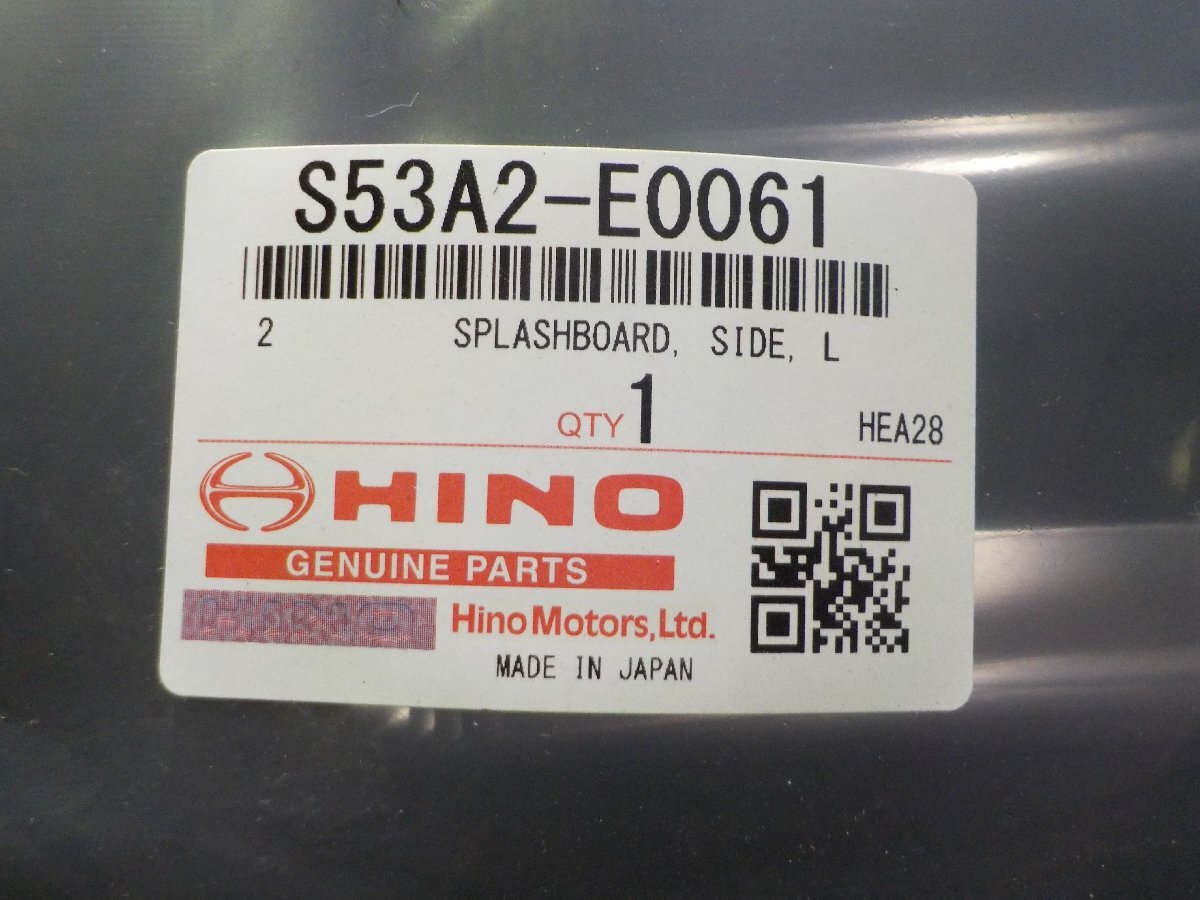 S53A2-E0061
2 SPLASHBOARD, SIDE, L
QTY 1 HEA28
HINO
GENUINE PARTS
Hino Motors, Ltd.
MADE IN JAPAN